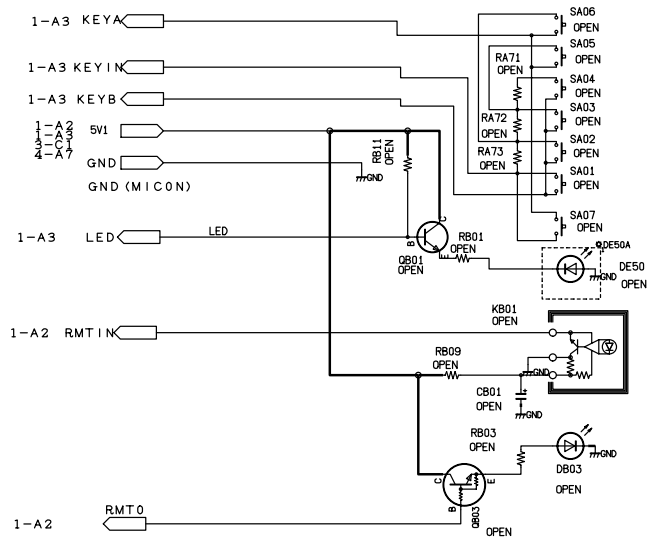 1-A3 KEYA
SA06
OPEN
SA05
OPEN
RA71
OPEN
1-A3 KEYIN
SA04
OPEN
1-A3 KEYB
SA03
OPEN
RA72
OPEN
1-A2
1-A3
3-C1
4-A7
5V1
SA02
OPEN
RA73
OPEN
RB11
OPEN
GND
GND
GND (MICON)
SA01
OPEN
SA07
OPEN
1-A3 LED
LED
C
B
E
QB01
OPEN
RB01
OPEN
DE50A
DE50
OPEN
GND
KB01
OPEN
1-A2 RMTIN
RB09
OPEN
GND
CB01
OPEN
+
GND
RB03
OPEN
GND
DB03
OPEN
C
E
B
QB03
OPEN
1-A2 RMTO